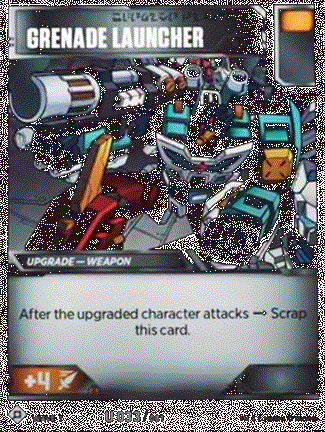 GRENADE LAUNCHER
UPGRADE — WEAPON
After the upgraded character attacks → Scrap
this card.
+4